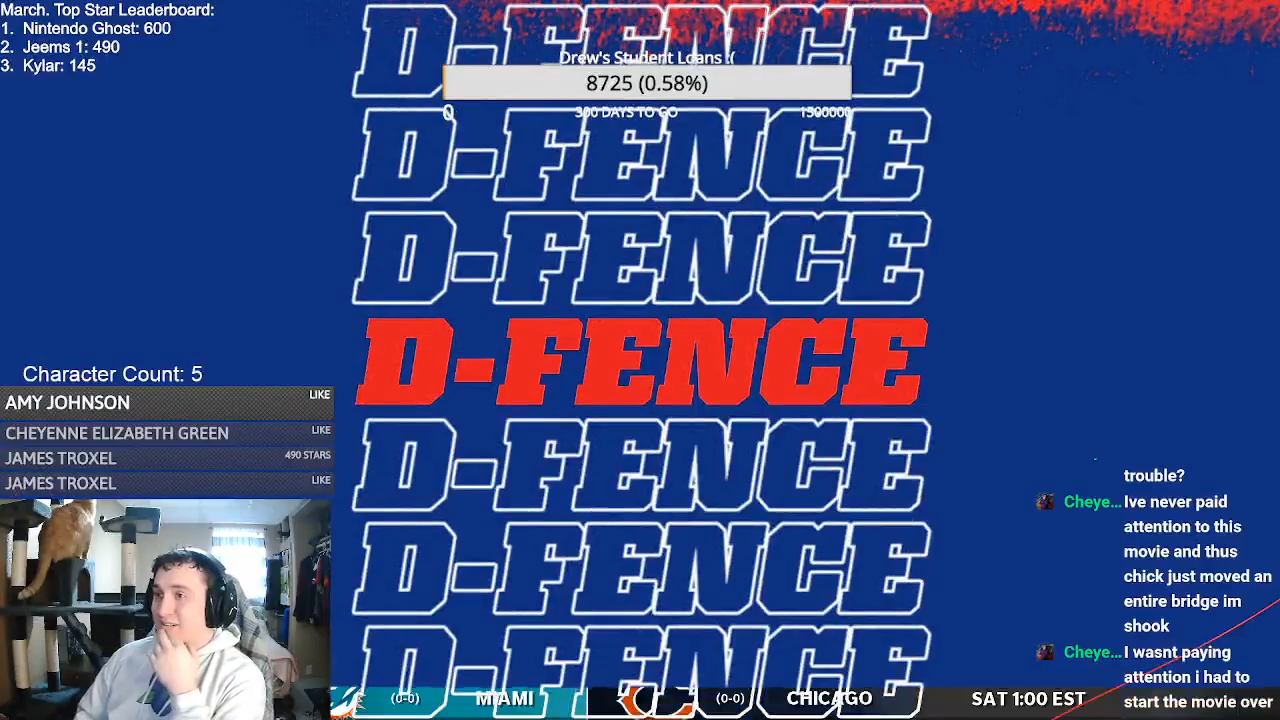 March. Top Star Leaderboard:
1. Nintendo Ghost: 600
2. Jeems 1: 490
3. Kylar: 145
D-FENCE
Drew's Student Loans :(
8725 (0.58%)
0 300 DAYS TO GO 1500000
D-FENCE
D-FENCE
D-FENCE
Character Count: 5
AMY JOHNSON LIKE
CHEYENNE ELIZABETH GREEN LIKE
JAMES TROXEL 490 STARS
JAMES TROXEL LIKE
D-FENCE
D-FENCE
D-FENCE
trouble?
Cheye... Ive never paid
attention to this
movie and thus
chick just moved an
entire bridge im
shook
Cheye... I wasnt paying
attention i had to
start the movie over
(0-0) MIAMI (0-0) CHICAGO SAT 1:00 EST